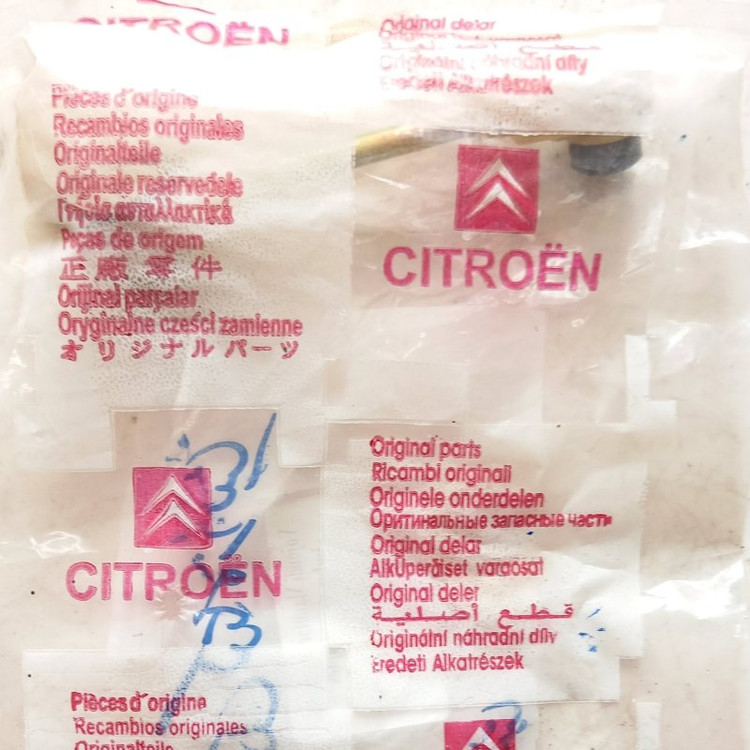 CITROËN
Original delar
Originální náhradní díly
Eredeti Alkatrészek
Pièces d'origine
Recambios originales
Originalteile
Originale reservedele
Γνήσια ανταλλακτικά
Piças de origem
正廠零件
Orijinal parçalar
Oryginalne części zamienne
オリジナルパーツ
CITROËN
CITROËN
Original parts
Ricambi originali
Originele onderdelen
Оритинальные запасные части
Original delar
AlkUperäiset varaosat
Original deler
قطع أصلية
Originální náhradní díly
Eredeti Alkatrészek
Pièces d'origine
Recambios originales
Originalteile